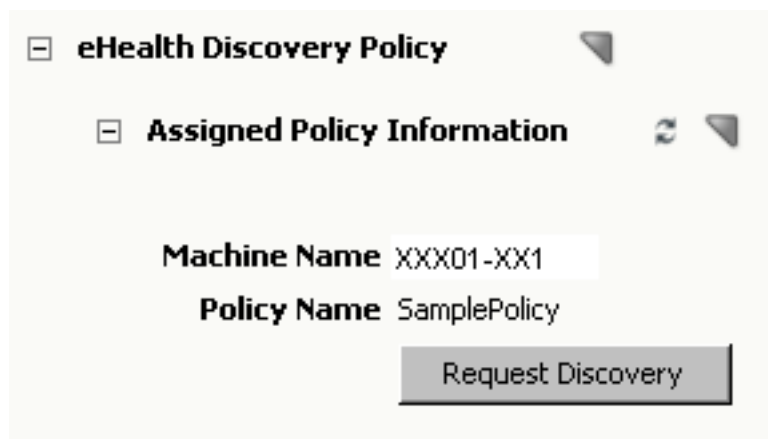 eHealth Discovery Policy
Assigned Policy Information
Machine Name XXX01-XX1
Policy Name SamplePolicy
Request Discovery